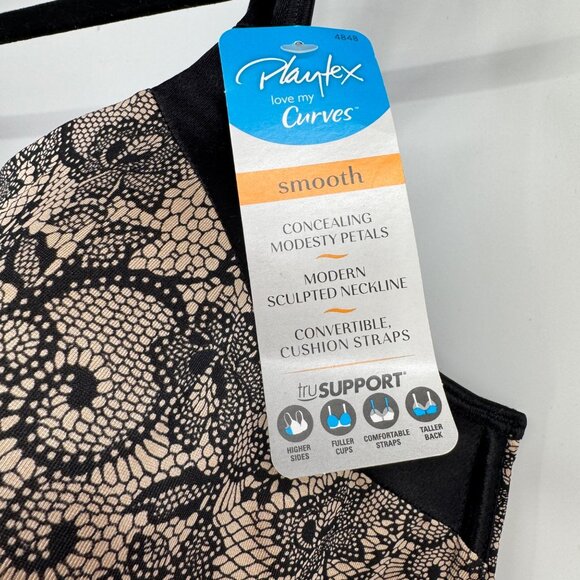 4848
Playtex
love my
Curves™
smooth
CONCEALING
MODESTY PETALS
MODERN
SCULPTED NECKLINE
CONVERTIBLE,
CUSHION STRAPS
truSUPPORT®
HIGHER
SIDES
FULLER
CUPS
COMFORTABLE
STRAPS
TALLER
BACK